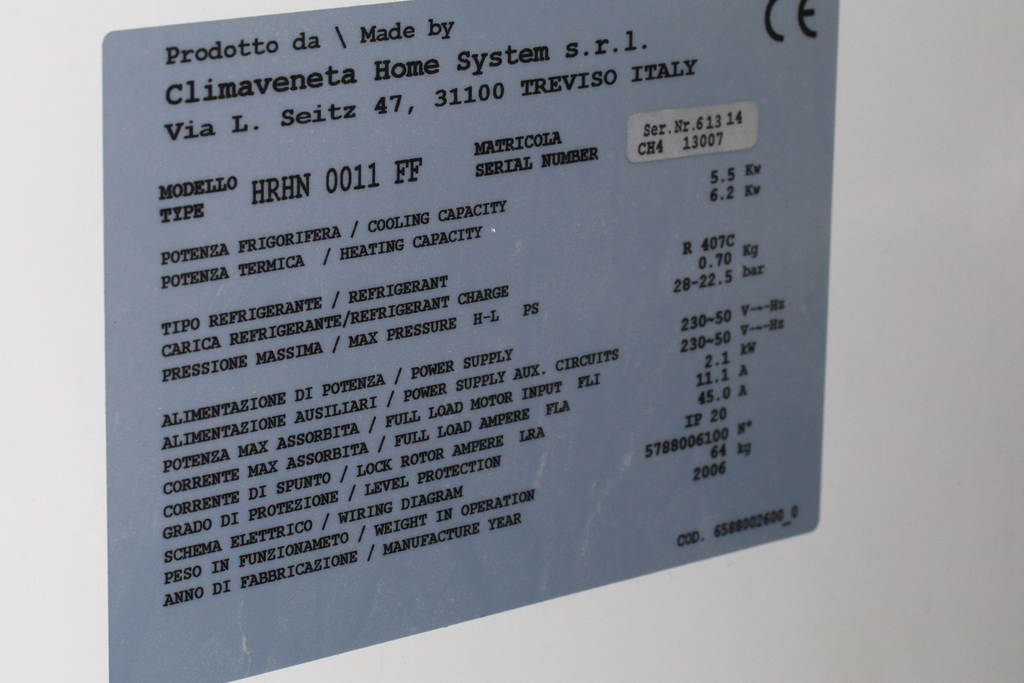 Prodotto da \ Made by
CE
Climaveneta Home System s.r.l.
Via L. Seitz 47, 31100 TREVISO ITALY
MODELLO
TYPE
HRHN 0011 FF
MATRICOLA
SERIAL NUMBER
Ser.Nr.613 14
CH4 13007
POTENZA FRIGORIFERA / COOLING CAPACITY 5.5 Kw
POTENZA TERMICA / HEATING CAPACITY 6.2 Kw
TIPO REFRIGERANTE / REFRIGERANT R 407C
CARICA REFRIGERANTE/REFRIGERANT CHARGE 0.70 Kg
PRESSIONE MASSIMA / MAX PRESSURE H-L PS 28-22.5 bar
ALIMENTAZIONE DI POTENZA / POWER SUPPLY 230~50 V-~-Hz
ALIMENTAZIONE AUSILIARI / POWER SUPPLY AUX. CIRCUITS 230~50 V-~-Hz
POTENZA MAX ASSORBITA / FULL LOAD MOTOR INPUT FLI 2.1 kW
CORRENTE MAX ASSORBITA / FULL LOAD AMPERE FLA 11.1 A
CORRENTE DI SPUNTO / LOCK ROTOR AMPERE LRA 45.0 A
GRADO DI PROTEZIONE / LEVEL PROTECTION IP 20
SCHEMA ELETTRICO / WIRING DIAGRAM 5788006100 N°
PESO IN FUNZIONAMETO / WEIGHT IN OPERATION 64 kg
ANNO DI FABBRICAZIONE / MANUFACTURE YEAR 2006
COD. 6588002600_0